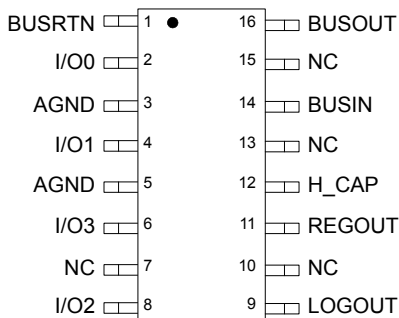 BUSRTN 1 16 BUSOUT
I/O0 2 15 NC
AGND 3 14 BUSIN
I/O1 4 13 NC
AGND 5 12 H_CAP
I/O3 6 11 REGOUT
NC 7 10 NC
I/O2 8 9 LOGOUT